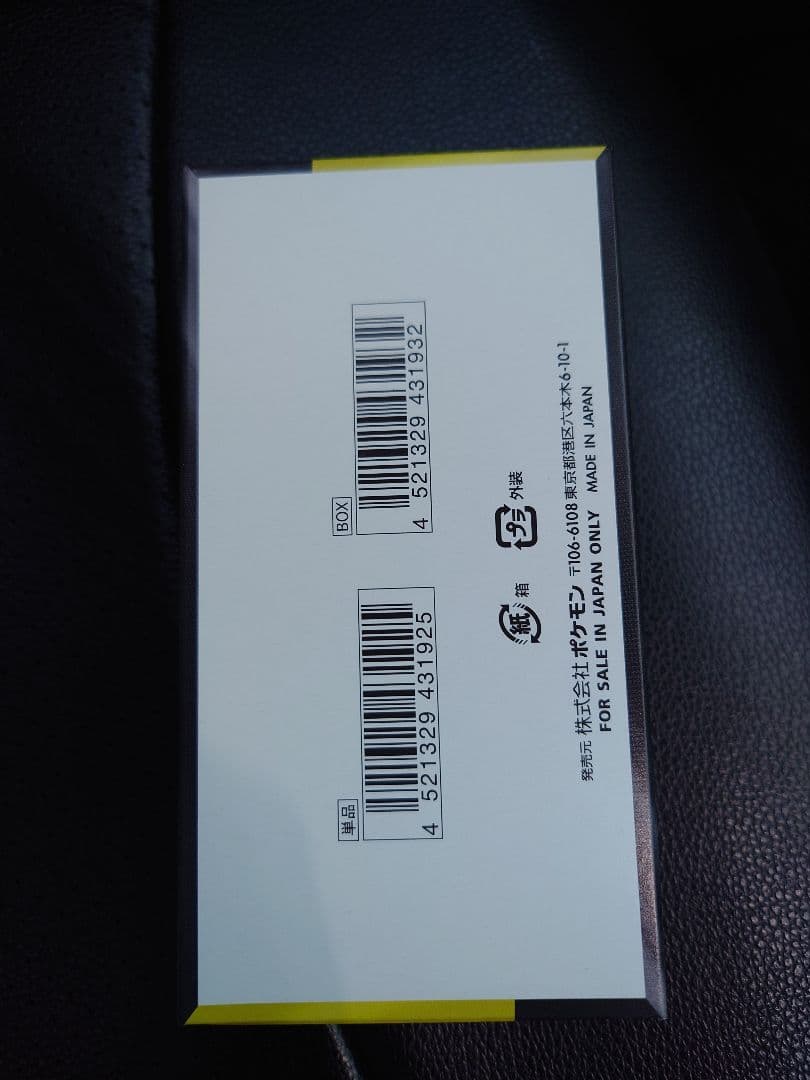 単品
4 521329 431925
BOX
4 521329 431932
紙 箱
プラ 外装
発売元 株式会社ポケモン 〒106-6108 東京都港区六本木6-10-1
FOR SALE IN JAPAN ONLY MADE IN JAPAN